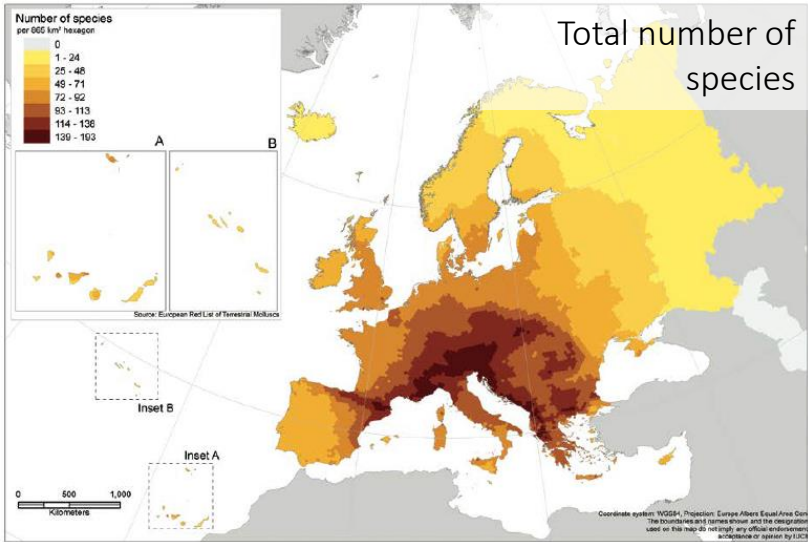 Number of species
per 665 km² hexagon
0
1 - 24
25 - 48
49 - 71
72 - 92
93 - 113
114 - 138
139 - 193
Total number of
species
A
B
Source: European Red List of Terrestrial Molluscs
Inset B
Inset A
0 500 1,000
Kilometers
Coordinate system: WGS84, Projection: Europe Albers Equal Area Con
The boundaries and names shown and the designation
used on this map do not imply any official endorsement
acceptance or opinion by IUCN